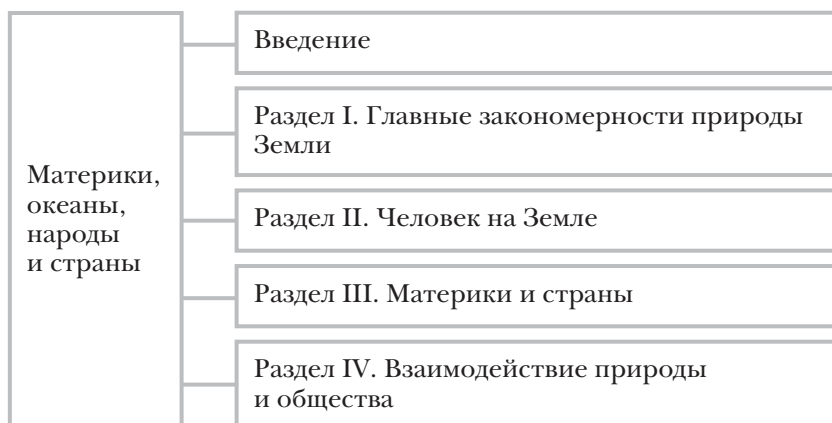 Материки,
океаны,
народы
и страны
Введение
Раздел I. Главные закономерности природы
Земли
Раздел II. Человек на Земле
Раздел III. Материки и страны
Раздел IV. Взаимодействие природы
и общества